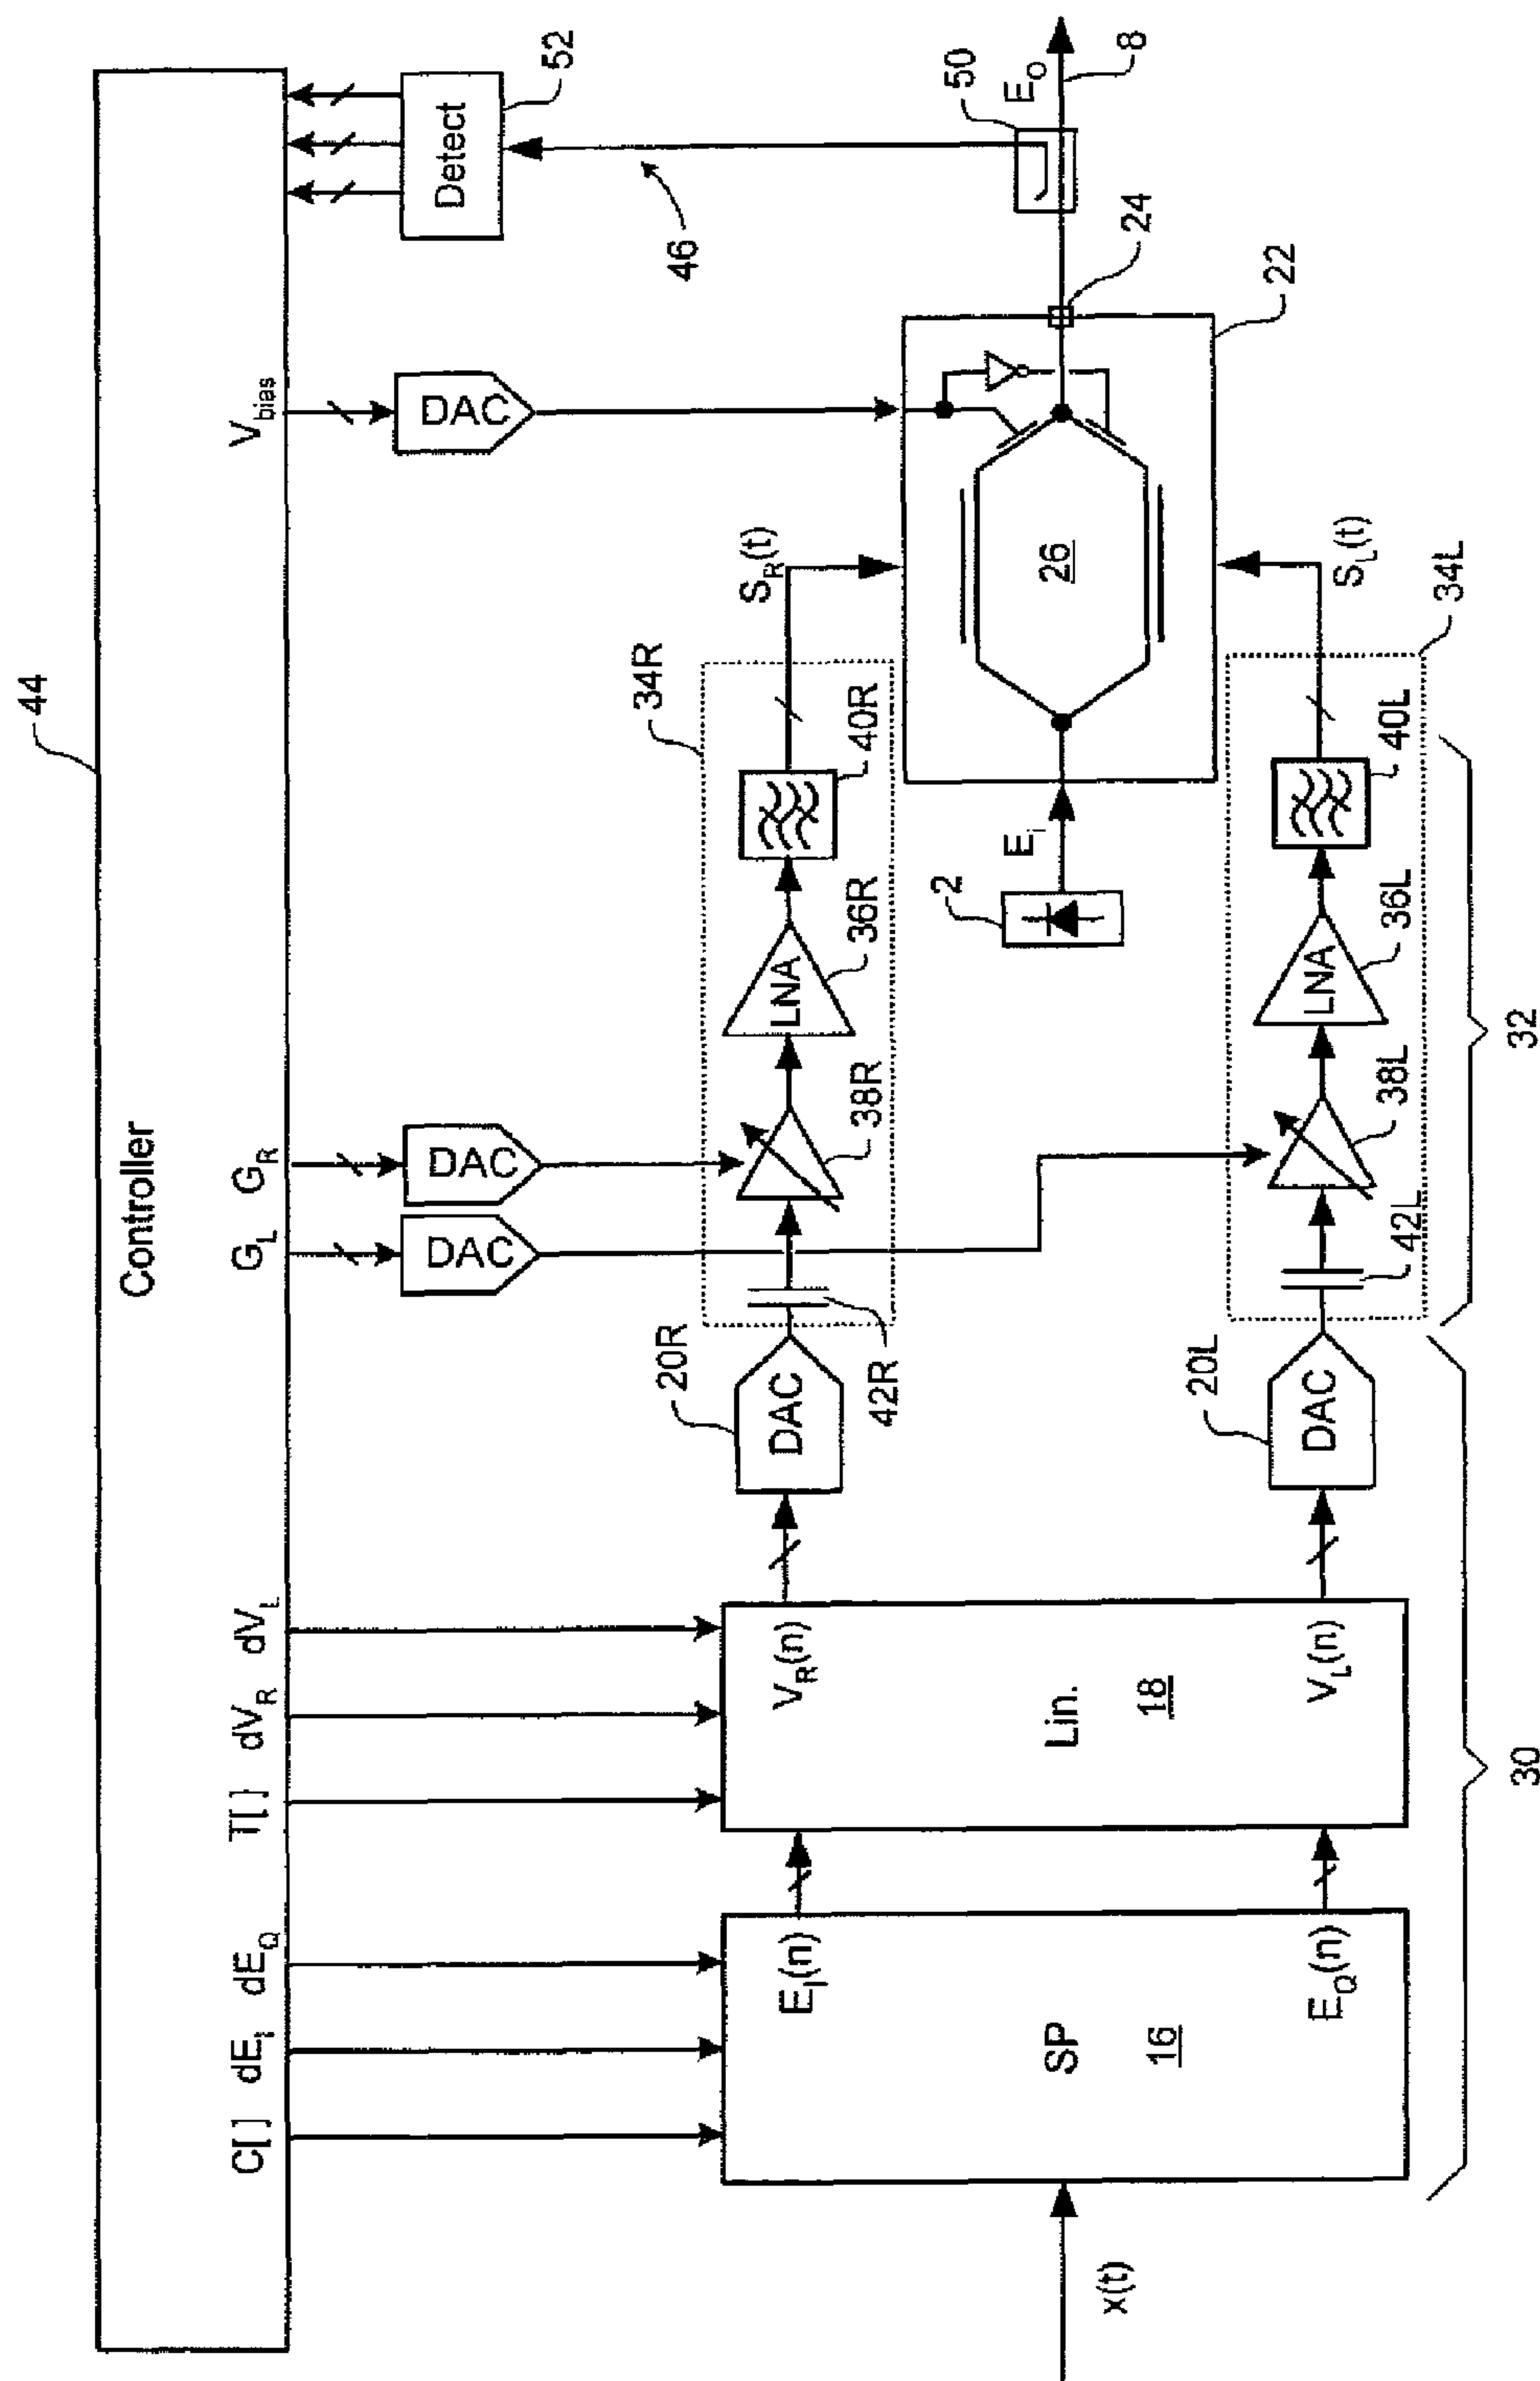 44
Controller
C[ ] dE_I dE_Q T[ ] dV_R dV_L G_L G_R V_bias
DAC
DAC
DAC
Detect
52
46
34R
20R
DAC
42R
38R
LNA
36R
40R
S_R(t)
E_I(n)
SP
16
E_Q(n)
V_R(n)
Lin.
18
V_L(n)
x(t)
2
E_i
26
22
24
50
E_O
8
20L
DAC
42L
38L
LNA
36L
40L
S_L(t)
34L
30
32